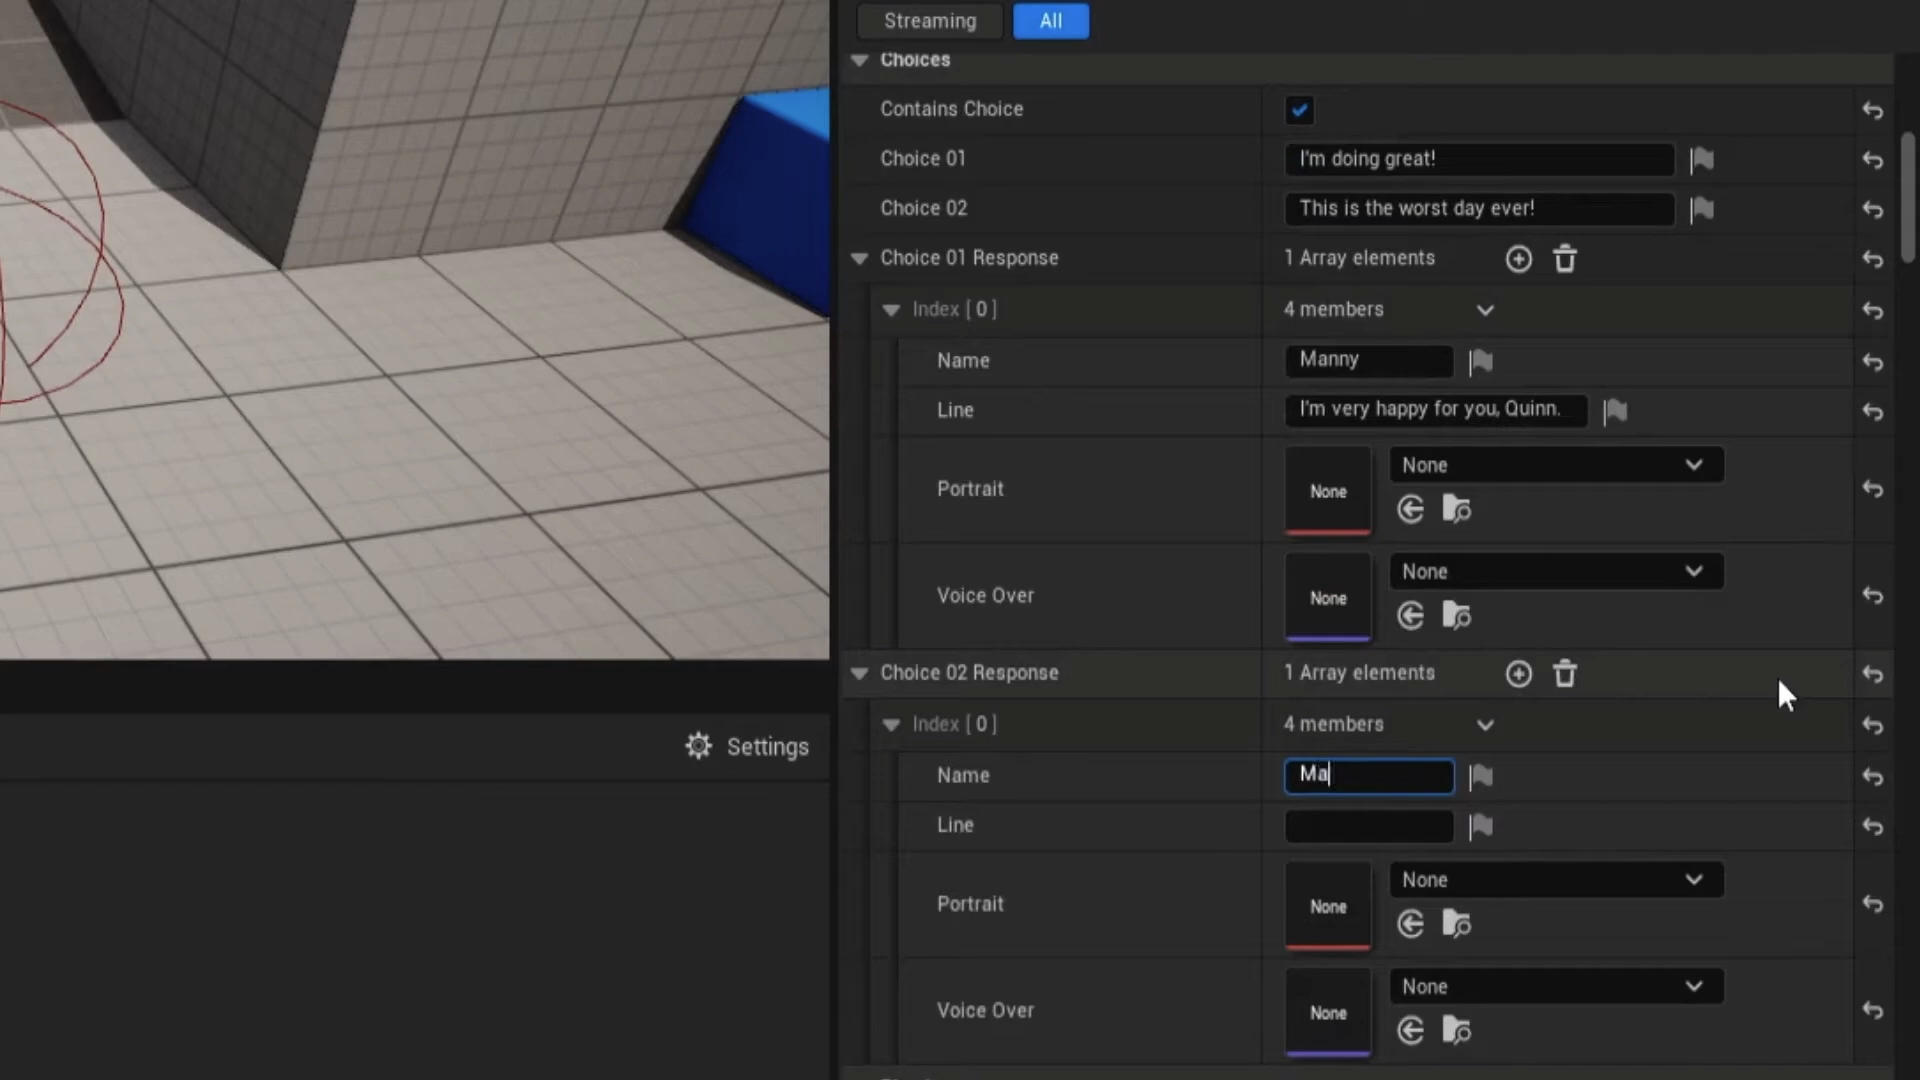 Streaming All
Choices
Contains Choice
Choice 01 I'm doing great!
Choice 02 This is the worst day ever!
Choice 01 Response 1 Array elements
Index [ 0 ] 4 members
Name Manny
Line I'm very happy for you, Quinn.
Portrait None None
Voice Over None None
Choice 02 Response 1 Array elements
Index [ 0 ] 4 members
Settings
Name Ma
Line
Portrait None None
Voice Over None None